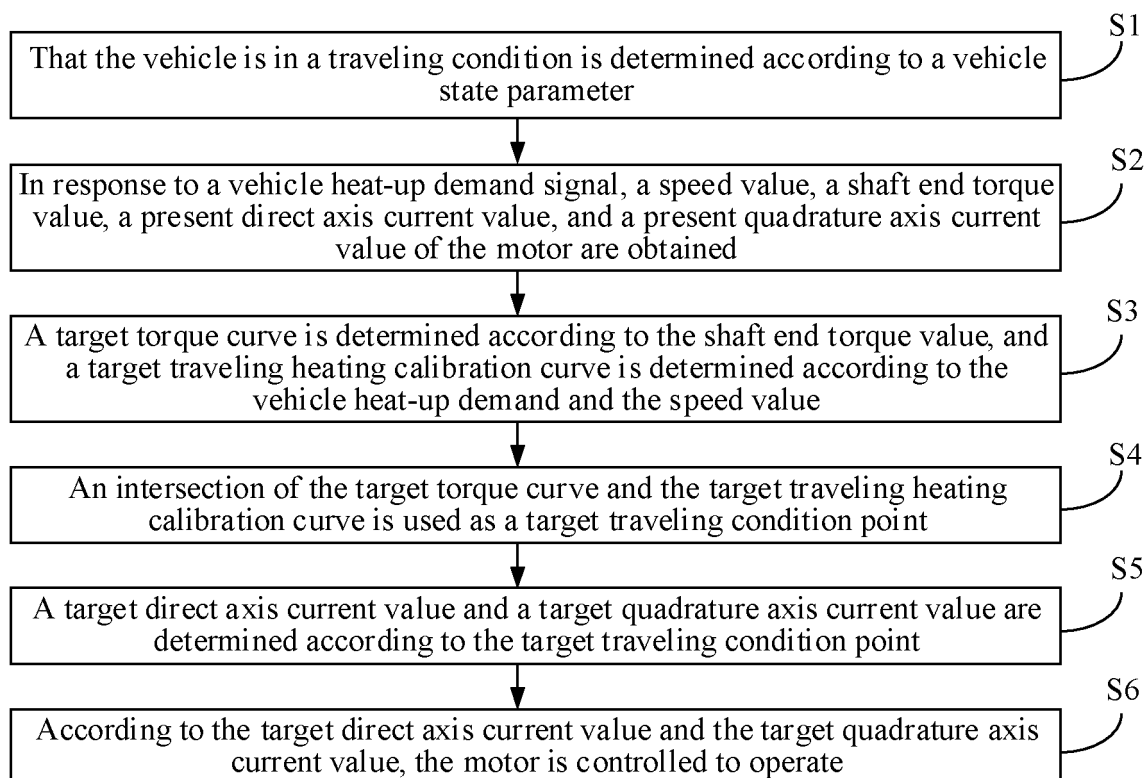 S1
That the vehicle is in a traveling condition is determined according to a vehicle
state parameter
S2
In response to a vehicle heat-up demand signal, a speed value, a shaft end torque
value, a present direct axis current value, and a present quadrature axis current
value of the motor are obtained
S3
A target torque curve is determined according to the shaft end torque value, and
a target traveling heating calibration curve is determined according to the
vehicle heat-up demand and the speed value
S4
An intersection of the target torque curve and the target traveling heating
calibration curve is used as a target traveling condition point
S5
A target direct axis current value and a target quadrature axis current value are
determined according to the target traveling condition point
S6
According to the target direct axis current value and the target quadrature axis
current value, the motor is controlled to operate